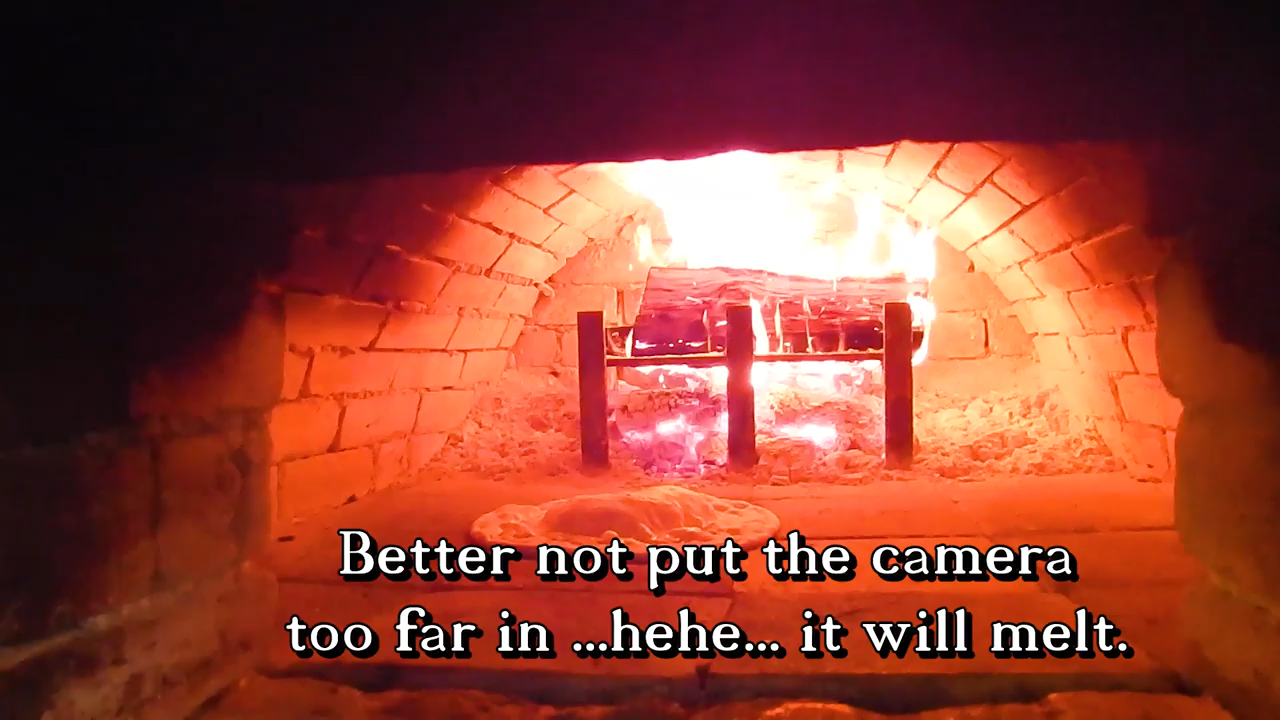 Better not put the camera
too far in ...hehe... it will melt.